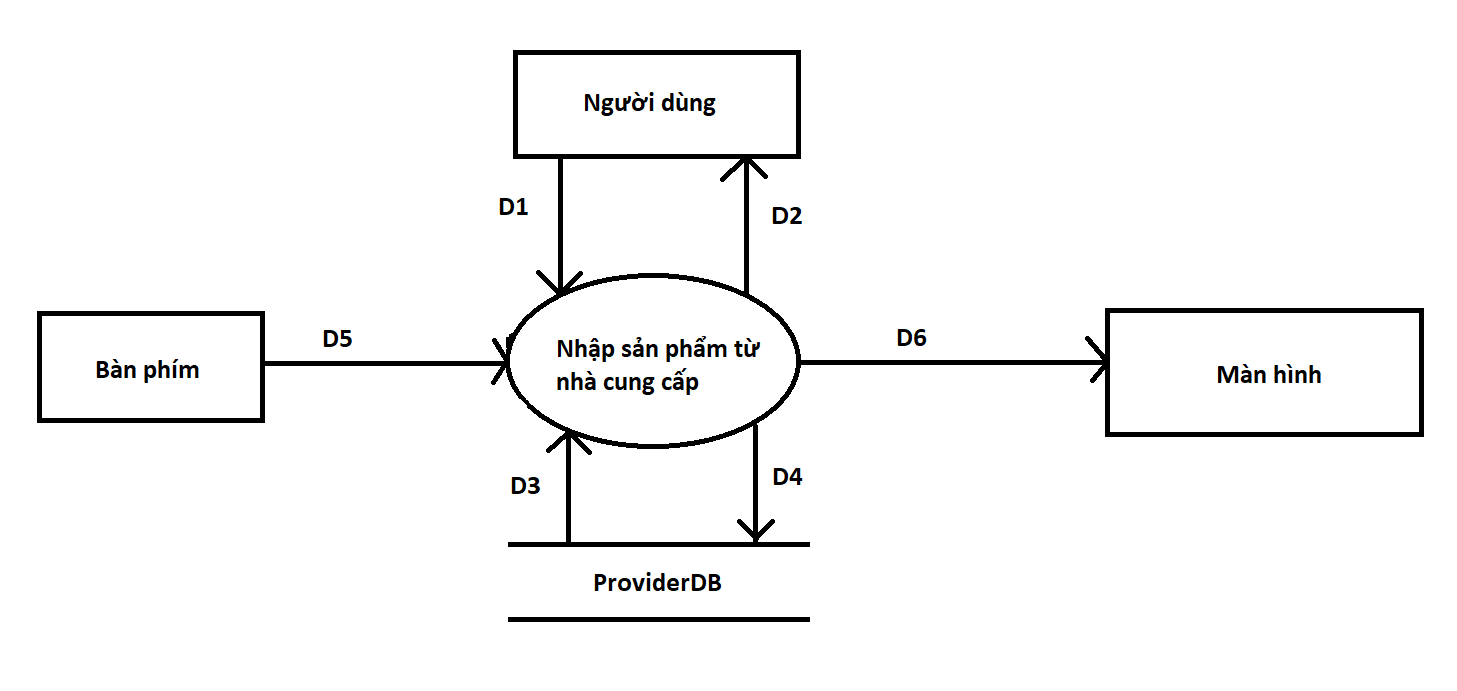 Người dùng
D1
D2
Bàn phím
D5
Nhập sản phẩm từ
nhà cung cấp
D6
Màn hình
D3
D4
ProviderDB